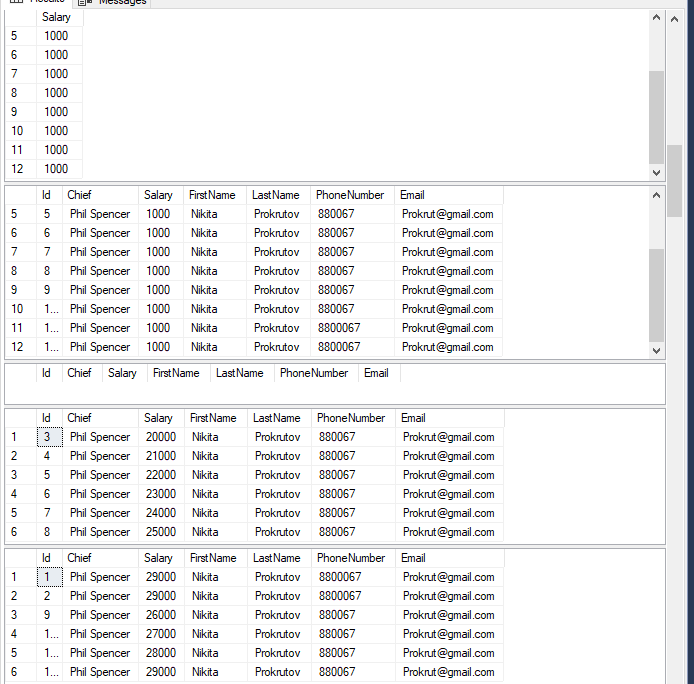 Results Messages
Salary
5 1000
6 1000
7 1000
8 1000
9 1000
10 1000
11 1000
12 1000
Id Chief Salary FirstName LastName PhoneNumber Email
5 5 Phil Spencer 1000 Nikita Prokrutov 880067 Prokrut@gmail.com
6 6 Phil Spencer 1000 Nikita Prokrutov 880067 Prokrut@gmail.com
7 7 Phil Spencer 1000 Nikita Prokrutov 880067 Prokrut@gmail.com
8 8 Phil Spencer 1000 Nikita Prokrutov 880067 Prokrut@gmail.com
9 9 Phil Spencer 1000 Nikita Prokrutov 880067 Prokrut@gmail.com
10 1... Phil Spencer 1000 Nikita Prokrutov 880067 Prokrut@gmail.com
11 1... Phil Spencer 1000 Nikita Prokrutov 8800067 Prokrut@gmail.com
12 1... Phil Spencer 1000 Nikita Prokrutov 8800067 Prokrut@gmail.com
Id Chief Salary FirstName LastName PhoneNumber Email
Id Chief Salary FirstName LastName PhoneNumber Email
1 3 Phil Spencer 20000 Nikita Prokrutov 880067 Prokrut@gmail.com
2 4 Phil Spencer 21000 Nikita Prokrutov 880067 Prokrut@gmail.com
3 5 Phil Spencer 22000 Nikita Prokrutov 880067 Prokrut@gmail.com
4 6 Phil Spencer 23000 Nikita Prokrutov 880067 Prokrut@gmail.com
5 7 Phil Spencer 24000 Nikita Prokrutov 880067 Prokrut@gmail.com
6 8 Phil Spencer 25000 Nikita Prokrutov 880067 Prokrut@gmail.com
Id Chief Salary FirstName LastName PhoneNumber Email
1 1 Phil Spencer 29000 Nikita Prokrutov 8800067 Prokrut@gmail.com
2 2 Phil Spencer 29000 Nikita Prokrutov 8800067 Prokrut@gmail.com
3 9 Phil Spencer 26000 Nikita Prokrutov 880067 Prokrut@gmail.com
4 1... Phil Spencer 27000 Nikita Prokrutov 880067 Prokrut@gmail.com
5 1... Phil Spencer 28000 Nikita Prokrutov 880067 Prokrut@gmail.com
6 1... Phil Spencer 29000 Nikita Prokrutov 880067 Prokrut@gmail.com